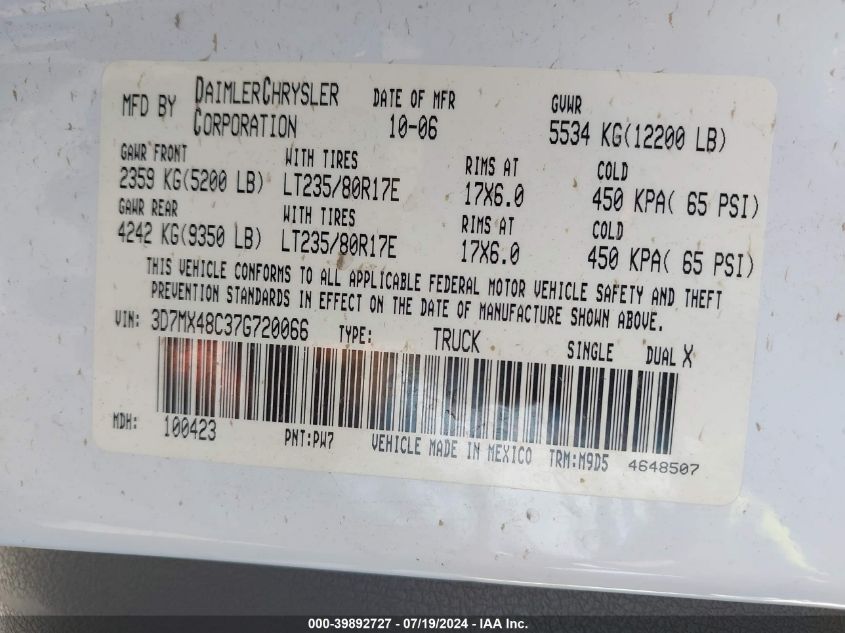 MFD BY DAIMLERCHRYSLER CORPORATION DATE OF MFR 10-06 GVWR 5534 KG(12200 LB)
GAWR FRONT WITH TIRES RIMS AT COLD
2359 KG(5200 LB) LT235/80R17E 17X6.0 450 KPA( 65 PSI)
GAWR REAR WITH TIRES RIMS AT COLD
4242 KG(9350 LB) LT235/80R17E 17X6.0 450 KPA( 65 PSI)
THIS VEHICLE CONFORMS TO ALL APPLICABLE FEDERAL MOTOR VEHICLE SAFETY AND THEFT
PREVENTION STANDARDS IN EFFECT ON THE DATE OF MANUFACTURE SHOWN ABOVE.
VIN: 3D7MX48C37G720066 TYPE: TRUCK SINGLE DUAL X
MDH: 100423 PNT:PW7 VEHICLE MADE IN MEXICO TRM:M9D5 4648507
000-39892727 - 07/19/2024 - IAA Inc.